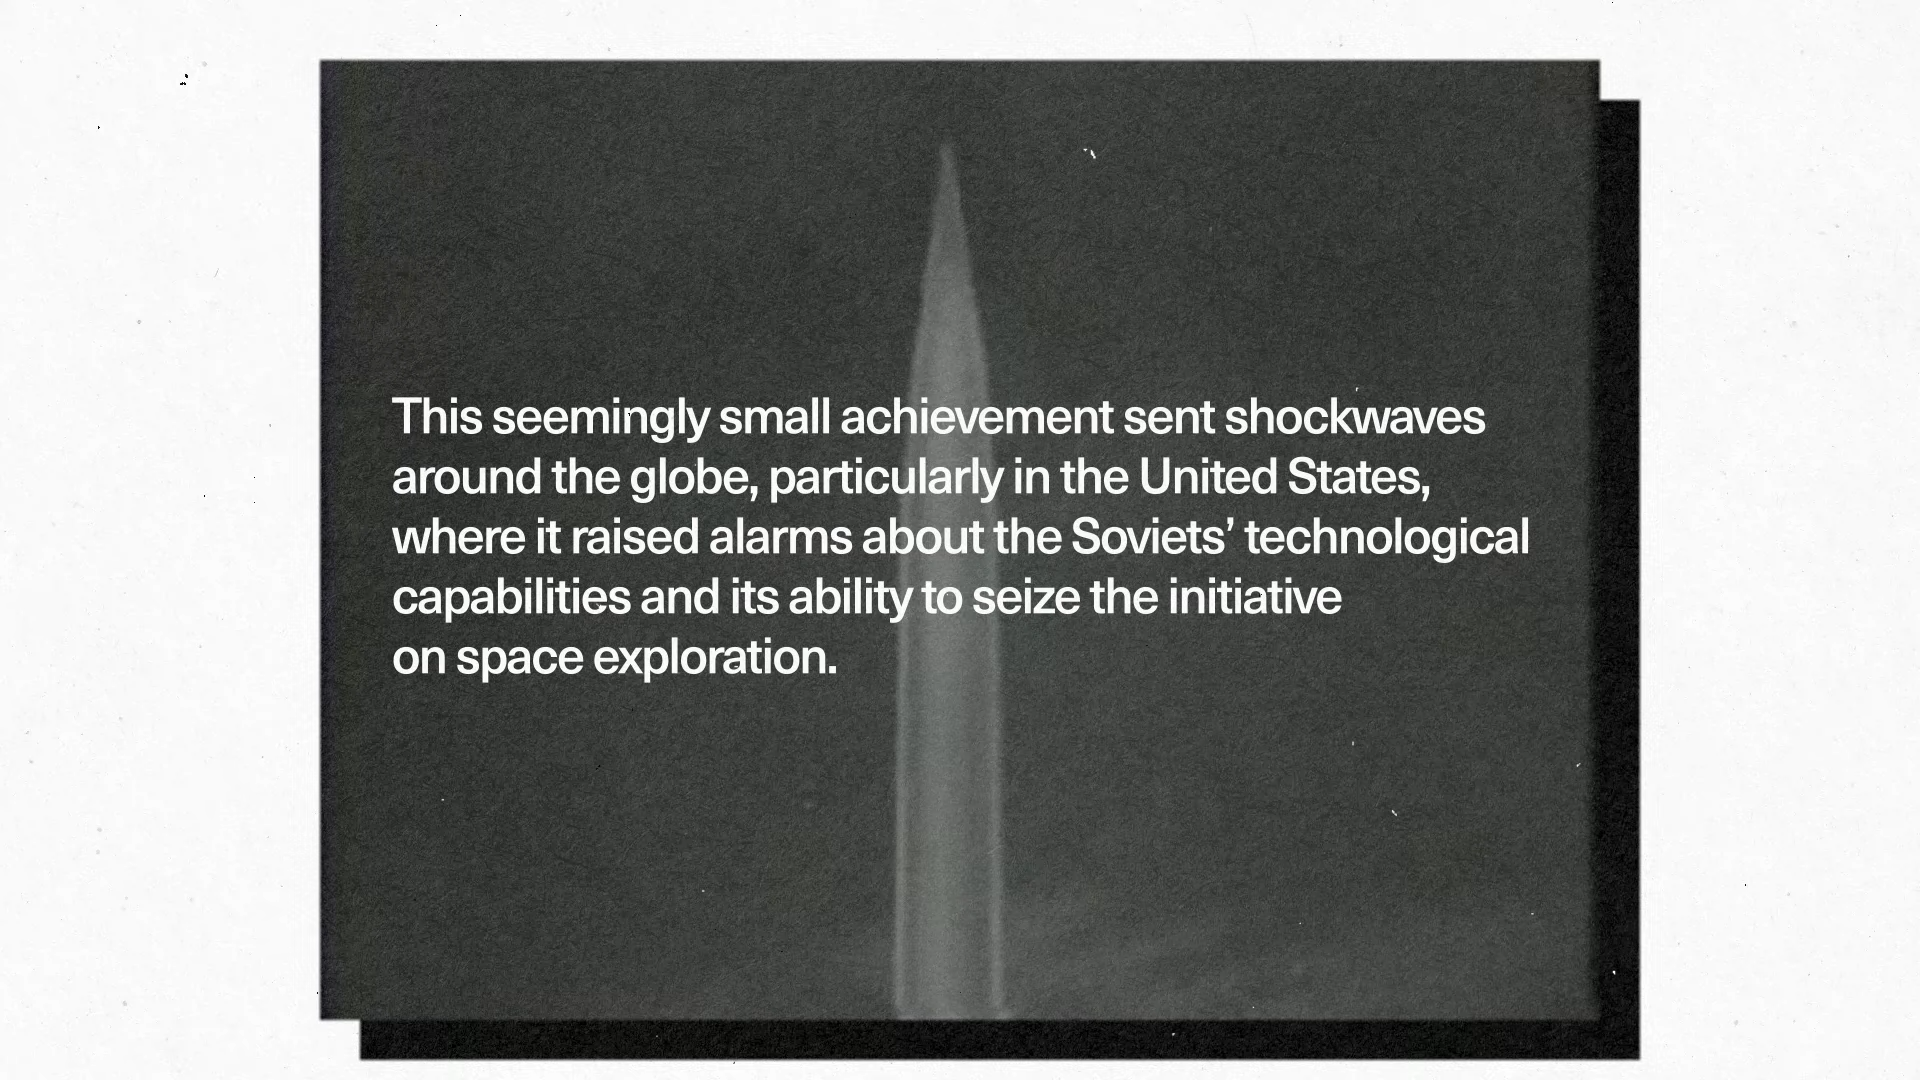 This seemingly small achievement sent shockwaves
around the globe, particularly in the United States,
where it raised alarms about the Soviets’ technological
capabilities and its ability to seize the initiative
on space exploration.